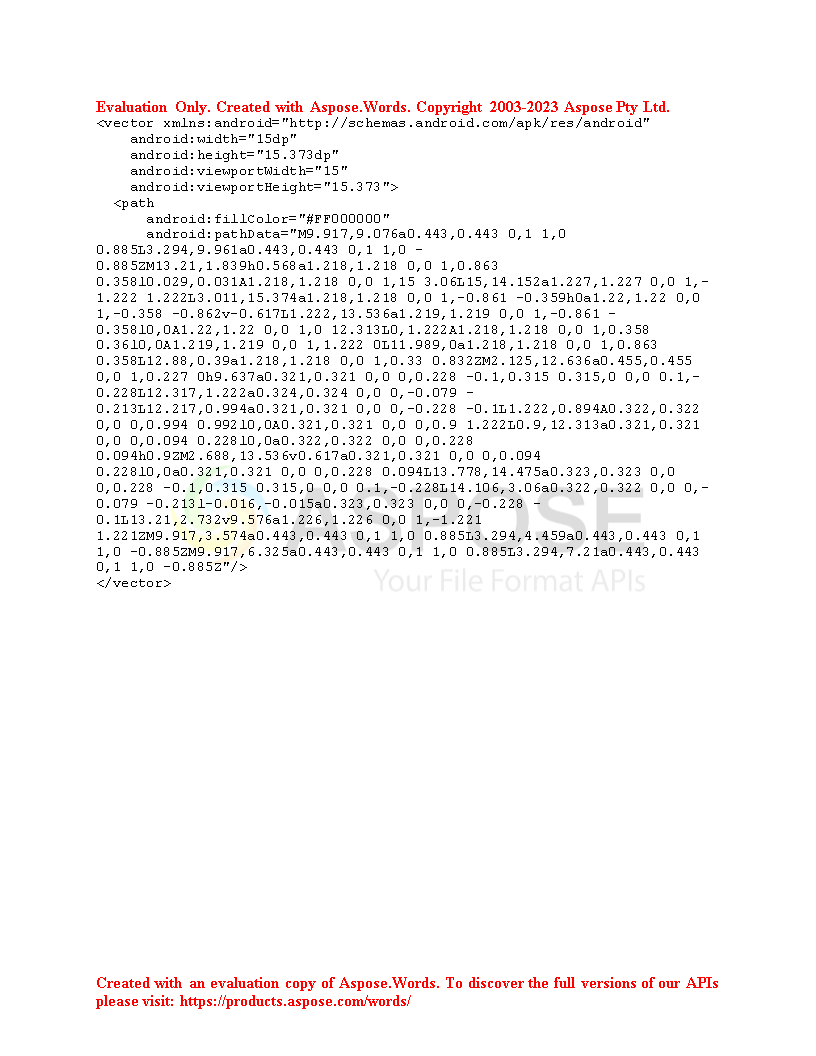 Evaluation Only. Created with Aspose.Words. Copyright 2003-2023 Aspose Pty Ltd.
<vector xmlns:android="http://schemas.android.com/apk/res/android"
    android:width="15dp"
    android:height="15.373dp"
    android:viewportWidth="15"
    android:viewportHeight="15.373">
  <path
      android:fillColor="#FF000000"
      android:pathData="M9.917,9.076a0.443,0.443 0,1 1,0
0.885L3.294,9.961a0.443,0.443 0,1 1,0 -
0.885ZM13.21,1.839h0.568a1.218,1.218 0,0 1,0.863
0.358l0.029,0.031A1.218,1.218 0,0 1,15 3.06L15,14.152a1.227,1.227 0,0 1,-
1.222 1.222L3.011,15.374a1.218,1.218 0,0 1,-0.861 -0.359h0a1.22,1.22 0,0
1,-0.358 -0.862v-0.617L1.222,13.536a1.219,1.219 0,0 1,-0.861 -
0.358l0,0A1.22,1.22 0,0 1,0 12.313L0,1.222A1.218,1.218 0,0 1,0.358
0.36l0,0A1.219,1.219 0,0 1,1.222 0L11.989,0a1.218,1.218 0,0 1,0.863
0.358L12.88,0.39a1.218,1.218 0,0 1,0.33 0.832ZM2.125,12.636a0.455,0.455
0,0 1,0.227 0h9.637a0.321,0.321 0,0 0,0.228 -0.1,0.315 0.315,0 0,0 0.1,-
0.228L12.317,1.222a0.324,0.324 0,0 0,-0.079 -
0.213L12.217,0.994a0.321,0.321 0,0 0,-0.228 -0.1L1.222,0.894A0.322,0.322
0,0 0,0.994 0.992l0,0A0.321,0.321 0,0 0,0.9 1.222L0.9,12.313a0.321,0.321
0,0 0,0.094 0.228l0,0a0.322,0.322 0,0 0,0.228
0.094h0.9ZM2.688,13.536v0.617a0.321,0.321 0,0 0,0.094
0.228l0,0a0.321,0.321 0,0 0,0.228 0.094L13.778,14.475a0.323,0.323 0,0
0,0.228 -0.1,0.315 0.315,0 0,0 0.1,-0.228L14.106,3.06a0.322,0.322 0,0 0,-
0.079 -0.213l-0.016,-0.015a0.323,0.323 0,0 0,-0.228 -
0.1L13.21,2.732v9.576a1.226,1.226 0,0 1,-1.221
1.221ZM9.917,3.574a0.443,0.443 0,1 1,0 0.885L3.294,4.459a0.443,0.443 0,1
1,0 -0.885ZM9.917,6.325a0.443,0.443 0,1 1,0 0.885L3.294,7.21a0.443,0.443
0,1 1,0 -0.885Z"/>
</vector>
ASPOSE
Your File Format APIs
Created with an evaluation copy of Aspose.Words. To discover the full versions of our APIs
please visit: https://products.aspose.com/words/